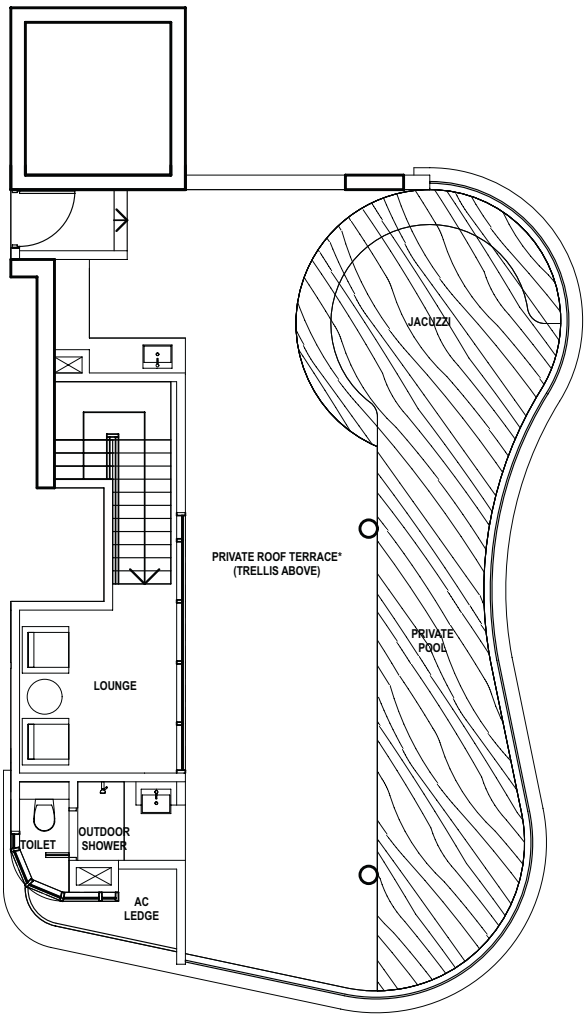 JACUZZI
PRIVATE ROOF TERRACE*
(TRELLIS ABOVE)
PRIVATE
POOL
LOUNGE
TOILET
OUTDOOR
SHOWER
AC
LEDGE